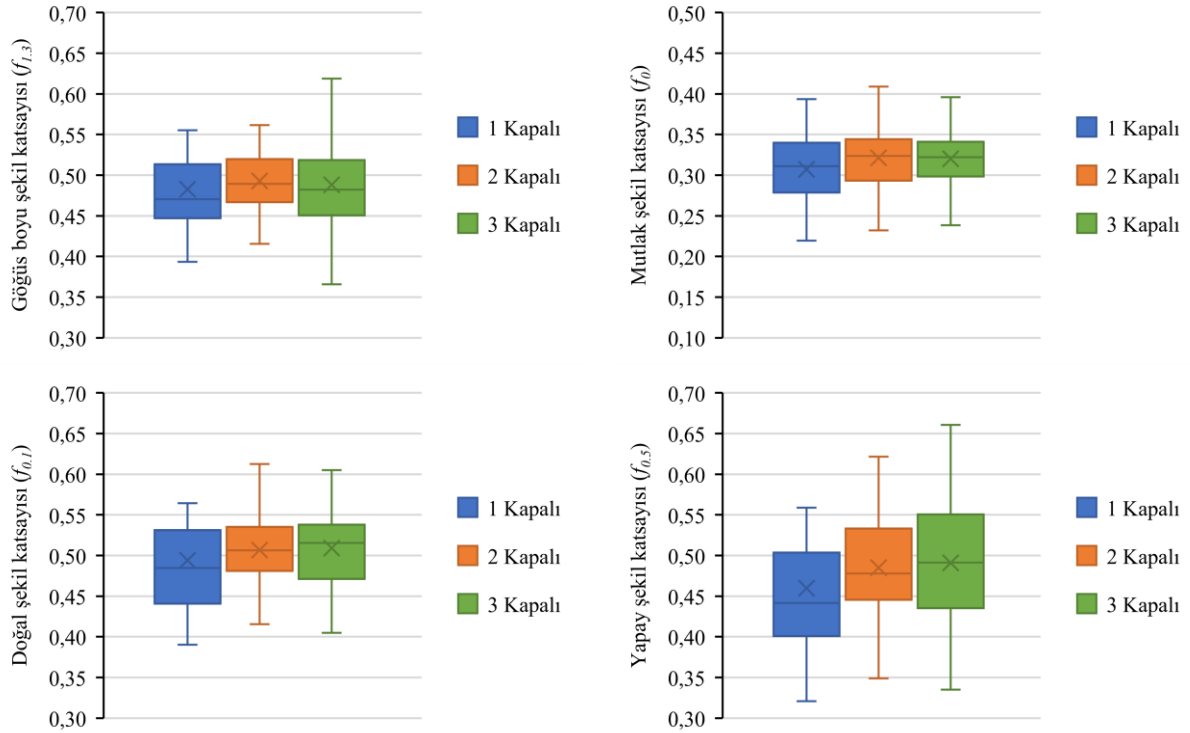 Göğüs boyu şekil katsayısı (f1.3)
0,70
0,65
0,60
0,55
0,50
0,45
0,40
0,35
0,30
1 Kapalı
2 Kapalı
3 Kapalı
Mutlak şekil katsayısı (f0)
0,50
0,45
0,40
0,35
0,30
0,25
0,20
0,15
0,10
1 Kapalı
2 Kapalı
3 Kapalı
Doğal şekil katsayısı (f0.1)
0,70
0,65
0,60
0,55
0,50
0,45
0,40
0,35
0,30
1 Kapalı
2 Kapalı
3 Kapalı
Yapay şekil katsayısı (f0.5)
0,70
0,65
0,60
0,55
0,50
0,45
0,40
0,35
0,30
1 Kapalı
2 Kapalı
3 Kapalı